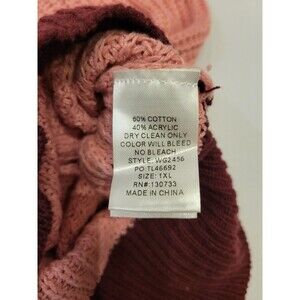 60% COTTON
40% ACRYLIC
DRY CLEAN ONLY
COLOR WILL BLEED
NO BLEACH
STYLE: WG2456
PO: TL46692
SIZE: 1XL
RN#: 130733
MADE IN CHINA